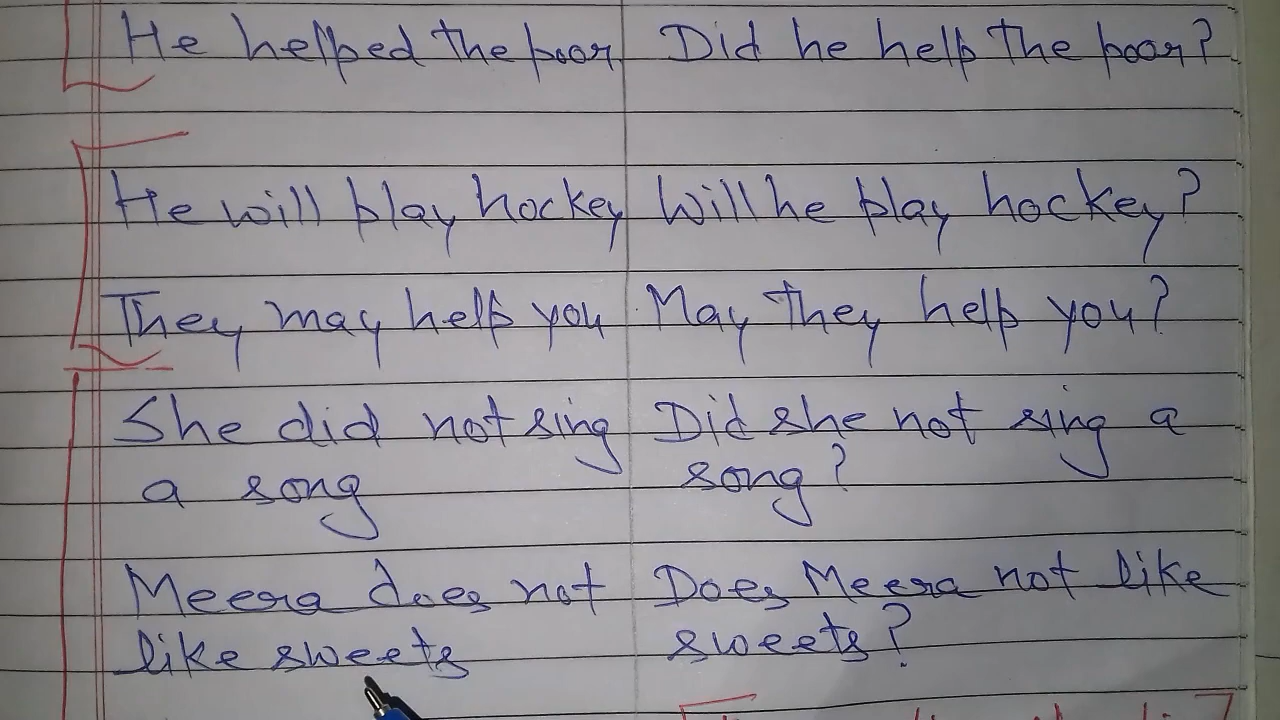 He helped the poor Did he help the poor?
He will play hockey Will he play hockey?
They may help you May they help you?
She did not sing Did she not sing a
a song song?
Meera does not Does Meera not like
like sweets sweets?